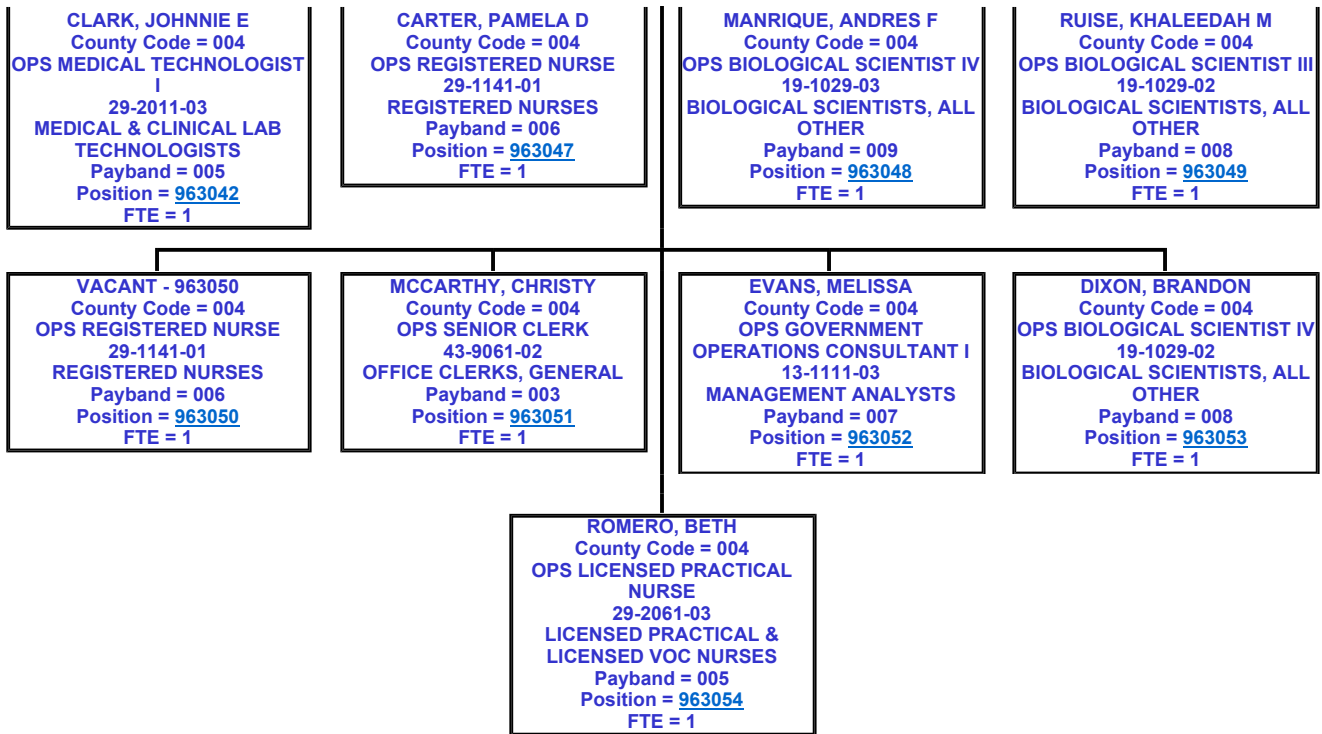 CLARK, JOHNNIE E
County Code = 004
OPS MEDICAL TECHNOLOGIST
I
29-2011-03
MEDICAL & CLINICAL LAB
TECHNOLOGISTS
Payband = 005
Position = 963042
FTE = 1
CARTER, PAMELA D
County Code = 004
OPS REGISTERED NURSE
29-1141-01
REGISTERED NURSES
Payband = 006
Position = 963047
FTE = 1
MANRIQUE, ANDRES F
County Code = 004
OPS BIOLOGICAL SCIENTIST IV
19-1029-03
BIOLOGICAL SCIENTISTS, ALL
OTHER
Payband = 009
Position = 963048
FTE = 1
RUISE, KHALEEDAH M
County Code = 004
OPS BIOLOGICAL SCIENTIST III
19-1029-02
BIOLOGICAL SCIENTISTS, ALL
OTHER
Payband = 008
Position = 963049
FTE = 1
VACANT - 963050
County Code = 004
OPS REGISTERED NURSE
29-1141-01
REGISTERED NURSES
Payband = 006
Position = 963050
FTE = 1
MCCARTHY, CHRISTY
County Code = 004
OPS SENIOR CLERK
43-9061-02
OFFICE CLERKS, GENERAL
Payband = 003
Position = 963051
FTE = 1
EVANS, MELISSA
County Code = 004
OPS GOVERNMENT
OPERATIONS CONSULTANT I
13-1111-03
MANAGEMENT ANALYSTS
Payband = 007
Position = 963052
FTE = 1
DIXON, BRANDON
County Code = 004
OPS BIOLOGICAL SCIENTIST IV
19-1029-02
BIOLOGICAL SCIENTISTS, ALL
OTHER
Payband = 008
Position = 963053
FTE = 1
ROMERO, BETH
County Code = 004
OPS LICENSED PRACTICAL
NURSE
29-2061-03
LICENSED PRACTICAL &
LICENSED VOC NURSES
Payband = 005
Position = 963054
FTE = 1